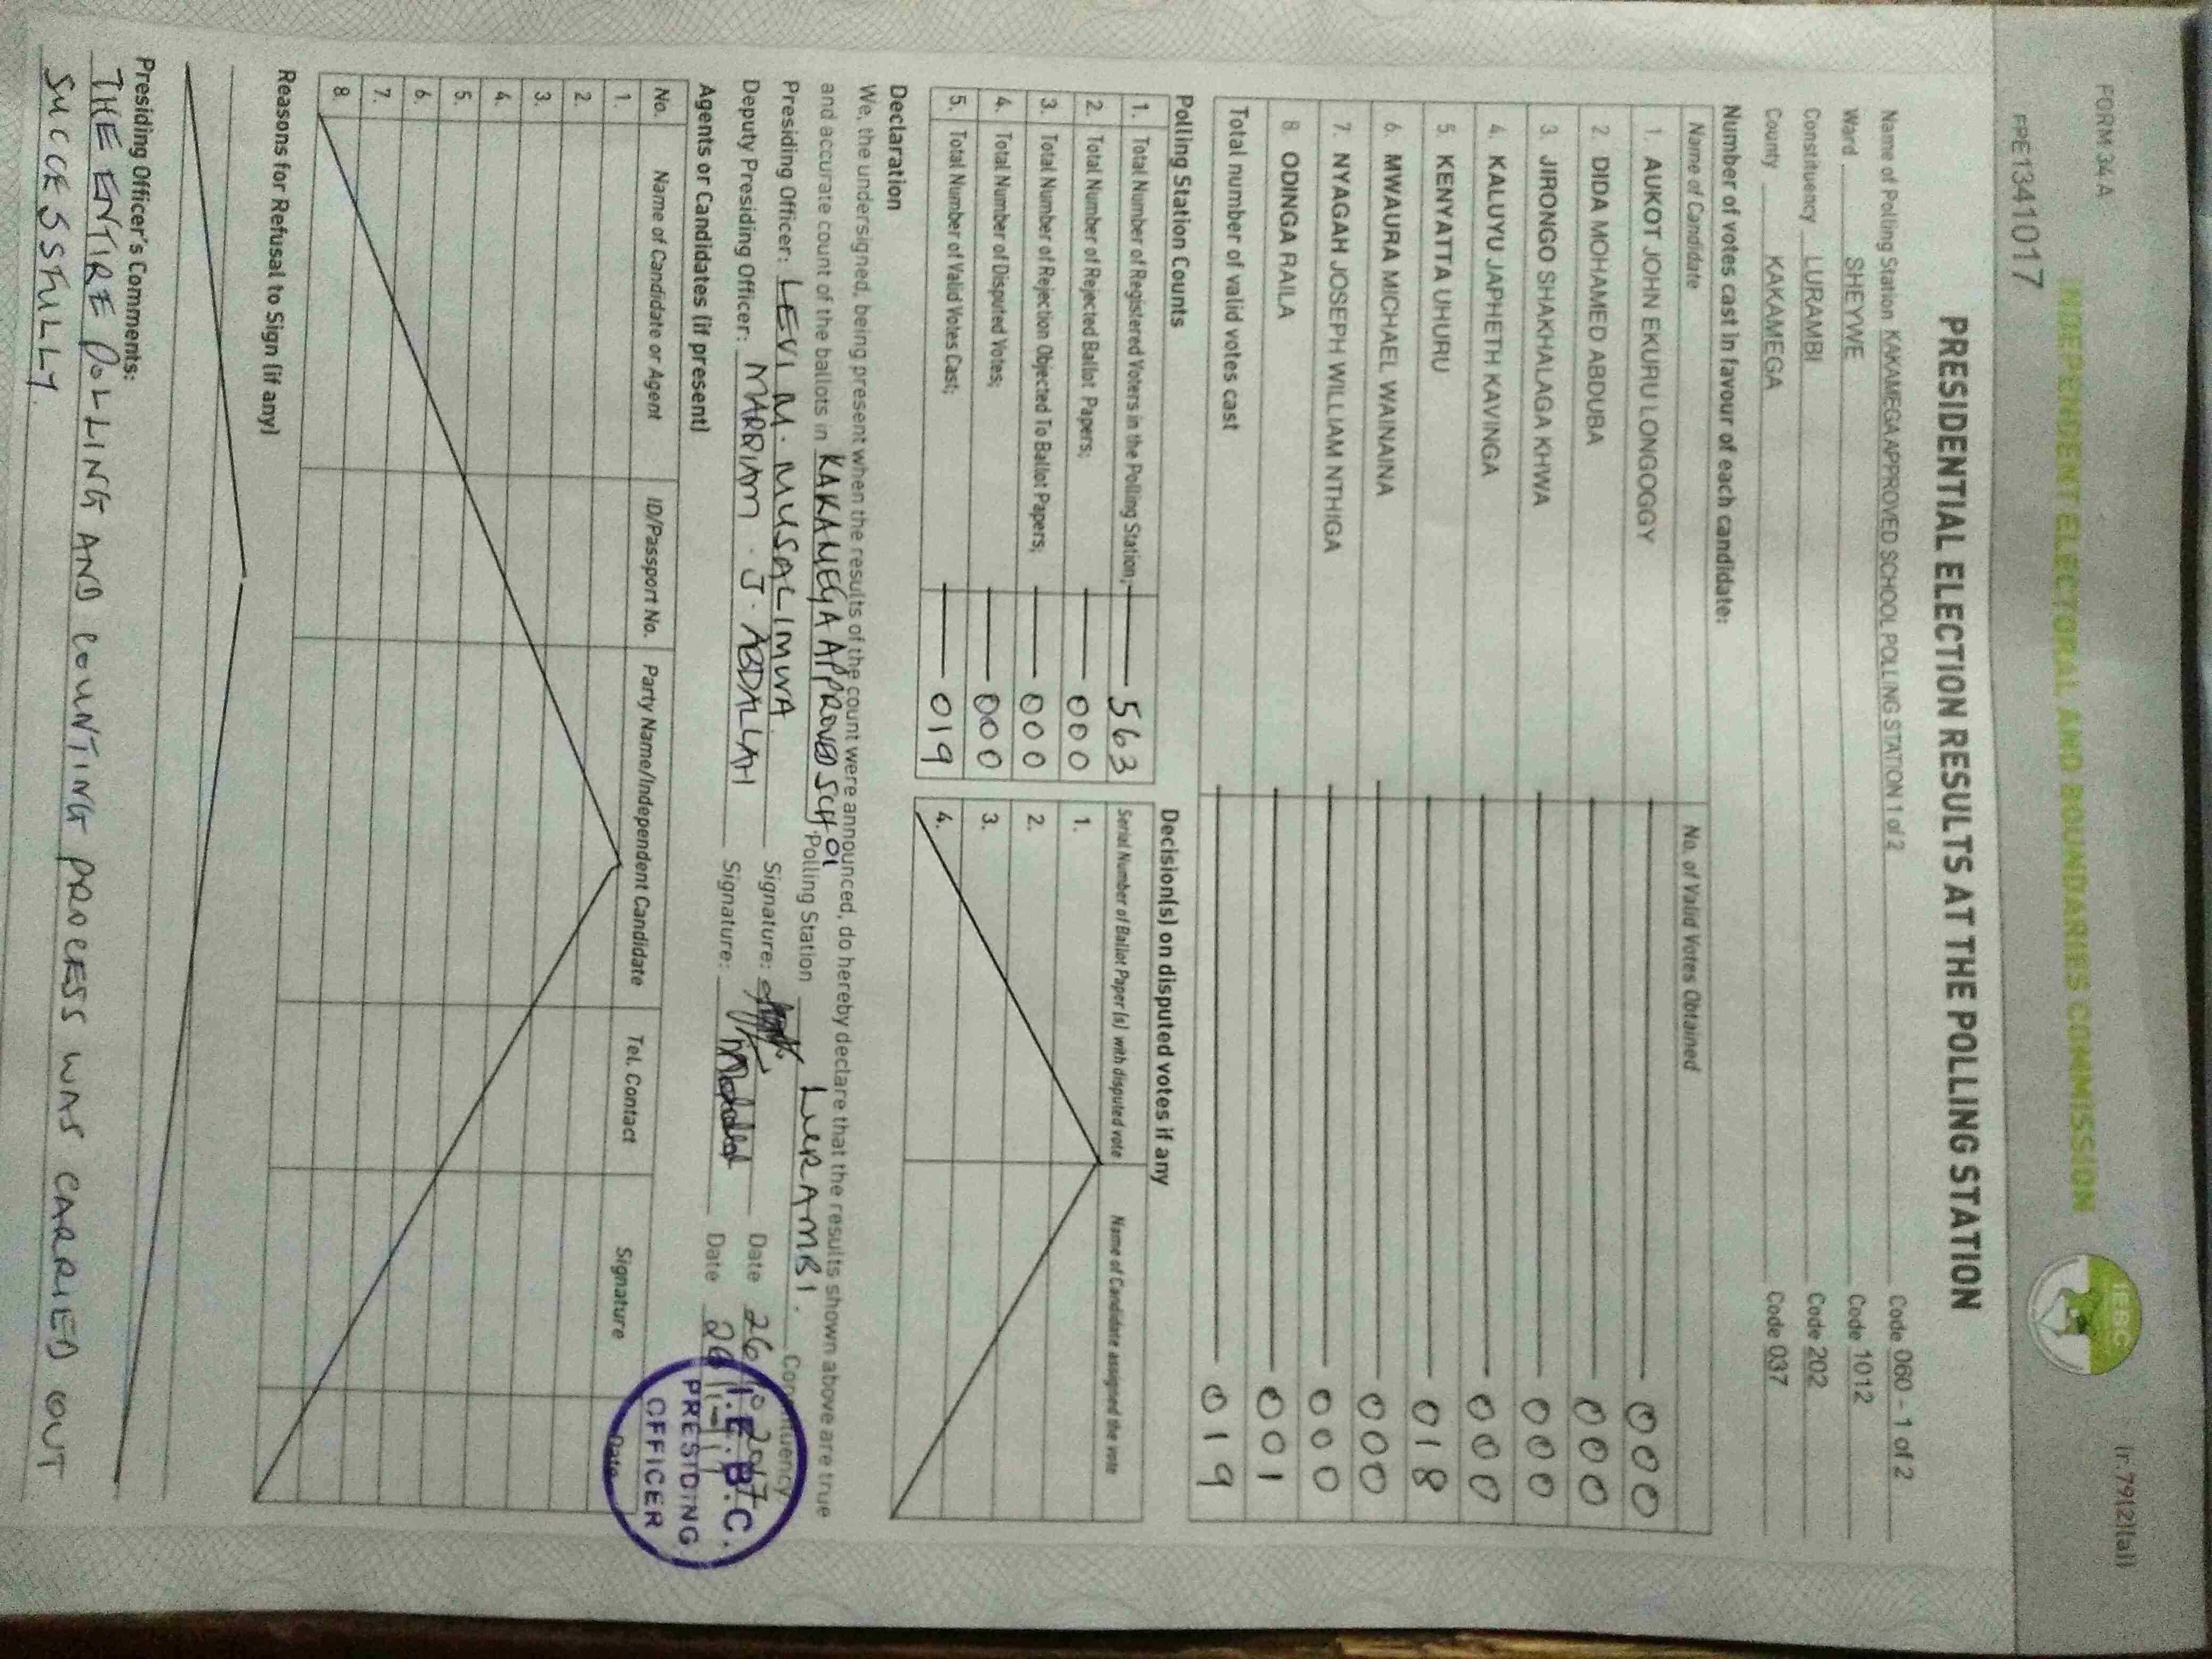 FORM 34 A
(r.79(2)(a))
INDEPENDENT ELECTORAL AND BOUNDARIES COMMISSION
IEBC
FPE1341017
PRESIDENTIAL ELECTION RESULTS AT THE POLLING STATION
Name of Polling Station KAKAMEGA APPROVED SCHOOL POLLING STATION 1 of 2 Code 060 - 1 of 2
Ward SHEYWE Code 1012
Constituency LURAMBI Code 202
County KAKAMEGA Code 037
Number of votes cast in favour of each candidate:
Name of Candidate No. of Valid Votes Obtained
1. AUKOT JOHN EKURU LONGOGGY 000
2. DIDA MOHAMED ABDUBA 000
3. JIRONGO SHAKHALAGA KHWA 000
4. KALUYU JAPHETH KAVINGA 000
5. KENYATTA UHURU 018
6. MWAURA MICHAEL WAINAINA 000
7. NYAGAH JOSEPH WILLIAM NTHIGA 000
8. ODINGA RAILA 001
Total number of valid votes cast 019
Polling Station Counts
1. Total Number of Registered Voters in the Polling Station; 563
2. Total Number of Rejected Ballot Papers; 000
3. Total Number of Rejection Objected To Ballot Papers; 000
4. Total Number of Disputed Votes; 000
5. Total Number of Valid Votes Cast; 019
Decision(s) on disputed votes if any
Serial Number of Ballot Paper (s) with disputed vote Name of Candidate assigned the vote
1.
2.
3.
4.
Declaration
We, the undersigned, being present when the results of the count were announced, do hereby declare that the results shown above are true
and accurate count of the ballots in KAKAMEGA APPROVED SCHOL Polling Station LURAMBI. Constituency
Presiding Officer: LEVI M. MUSALIMWA Signature: Date 26/10/2017
Deputy Presiding Officer: MARRIAM . J. ABDALLAH Signature: Date 26
I.E.B.C.
PRESIDING
OFFICER
Agents or Candidates (if present)
No. Name of Candidate or Agent ID/Passport No. Party Name/Independent Candidate Tel. Contact Signature Date
1.
2.
3.
4.
5.
6.
7.
8.
Reasons for Refusal to Sign (if any)
Presiding Officer's Comments:
THE ENTIRE POLLING AND COUNTING PROCESS WAS CARRIED OUT
SUCCESSFULLY.